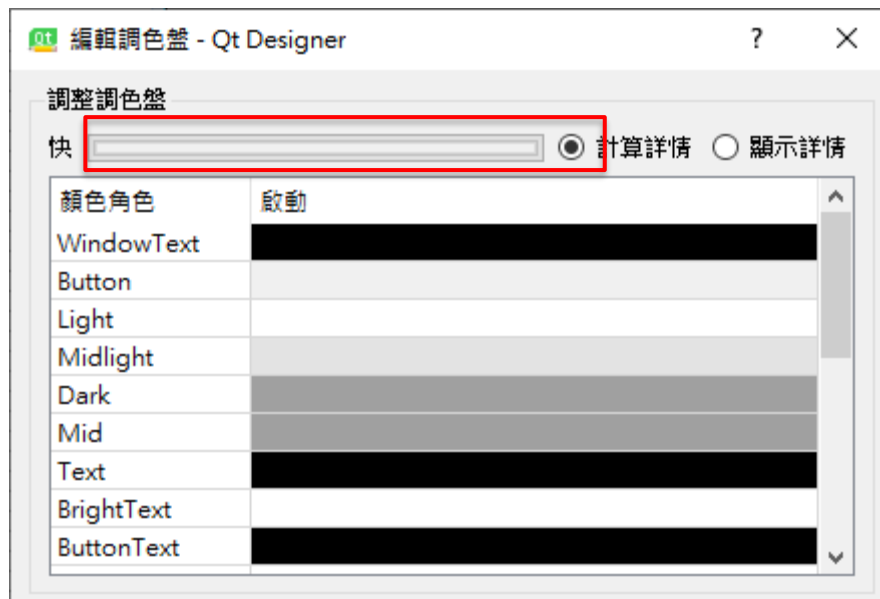 編輯調色盤 - Qt Designer
調整調色盤
快 計算詳情 顯示詳情
顏色角色 啟動
WindowText
Button
Light
Midlight
Dark
Mid
Text
BrightText
ButtonText